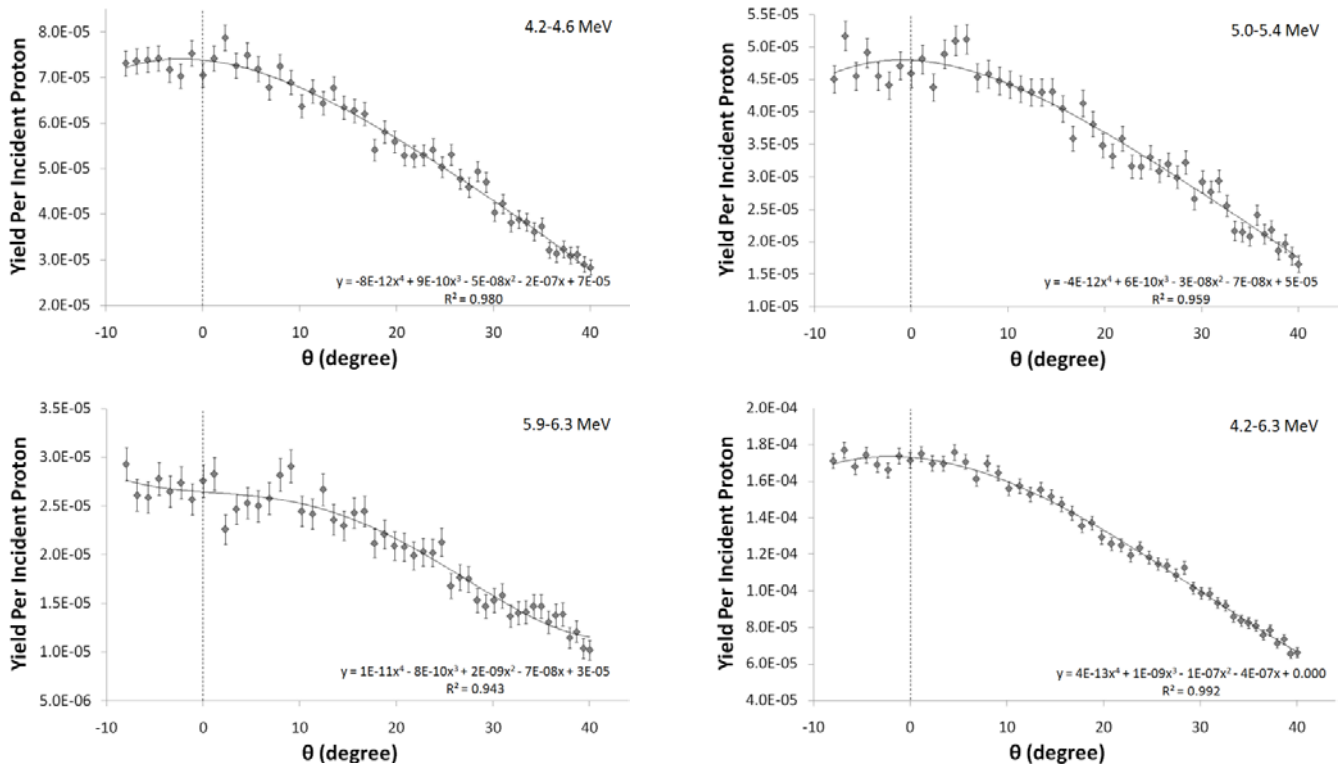 4.2-4.6 MeV
Yield Per Incident Proton
8.0E-05
7.0E-05
6.0E-05
5.0E-05
4.0E-05
3.0E-05
2.0E-05
y = -8E-12x⁴ + 9E-10x³ - 5E-08x² - 2E-07x + 7E-05
R² = 0.980
-10 0 10 20 30 40
θ (degree)
5.0-5.4 MeV
Yield Per Incident Proton
5.5E-05
5.0E-05
4.5E-05
4.0E-05
3.5E-05
3.0E-05
2.5E-05
2.0E-05
1.5E-05
1.0E-05
y = -4E-12x⁴ + 6E-10x³ - 3E-08x² - 7E-08x + 5E-05
R² = 0.959
-10 0 10 20 30 40
θ (degree)
5.9-6.3 MeV
Yield Per Incident Proton
3.5E-05
3.0E-05
2.5E-05
2.0E-05
1.5E-05
1.0E-05
5.0E-06
y = 1E-11x⁴ - 8E-10x³ + 2E-09x² - 7E-08x + 3E-05
R² = 0.943
-10 0 10 20 30 40
θ (degree)
4.2-6.3 MeV
Yield Per Incident Proton
2.0E-04
1.8E-04
1.6E-04
1.4E-04
1.2E-04
1.0E-04
8.0E-05
6.0E-05
4.0E-05
y = 4E-13x⁴ + 1E-09x³ - 1E-07x² - 4E-07x + 0.000
R² = 0.992
-10 0 10 20 30 40
θ (degree)